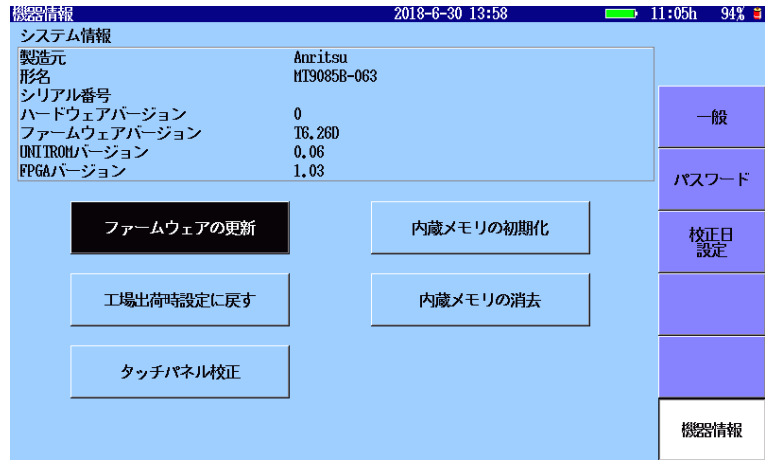 機器情報 2018-6-30 13:58 11:05h 94%
システム情報
製造元 Anritsu
形名 MT9085B-063
シリアル番号
ハードウェアバージョン 0
ファームウェアバージョン T6.26D
UNITROMバージョン 0.06
FPGAバージョン 1.03
一般
パスワード
校正日
設定
機器情報
ファームウェアの更新 内蔵メモリの初期化
工場出荷時設定に戻す 内蔵メモリの消去
タッチパネル校正